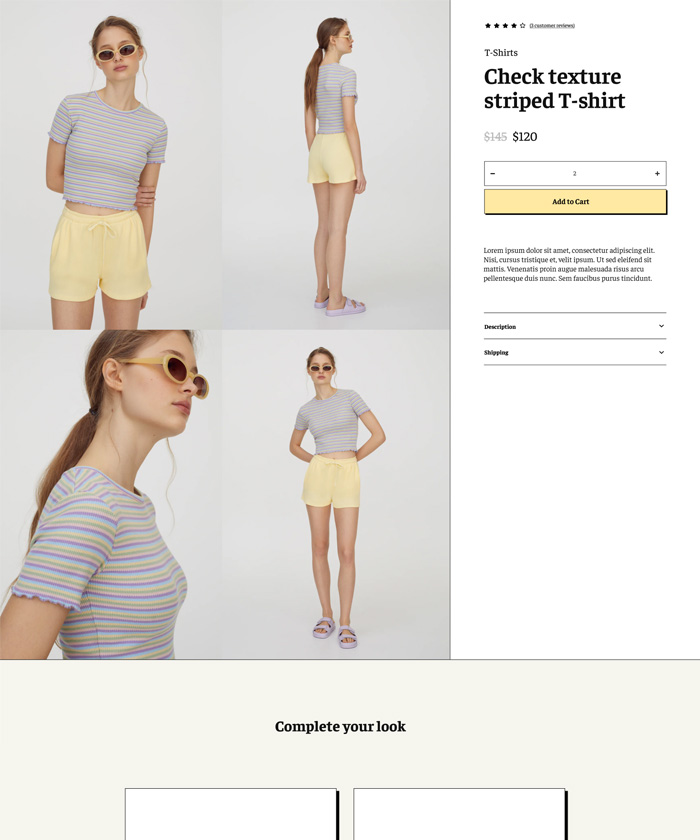 (3 customer reviews)
T-Shirts
Check texture
striped T-shirt
$145 $120
− 2 +
Add to Cart
Lorem ipsum dolor sit amet, consectetur adipiscing elit.
Nisi, cursus tristique et, velit ipsum. Ut sed eleifend sit
mattis. Venenatis proin augue malesuada risus arcu
pellentesque duis nunc. Sem faucibus purus tincidunt.
Description
Shipping
Complete your look